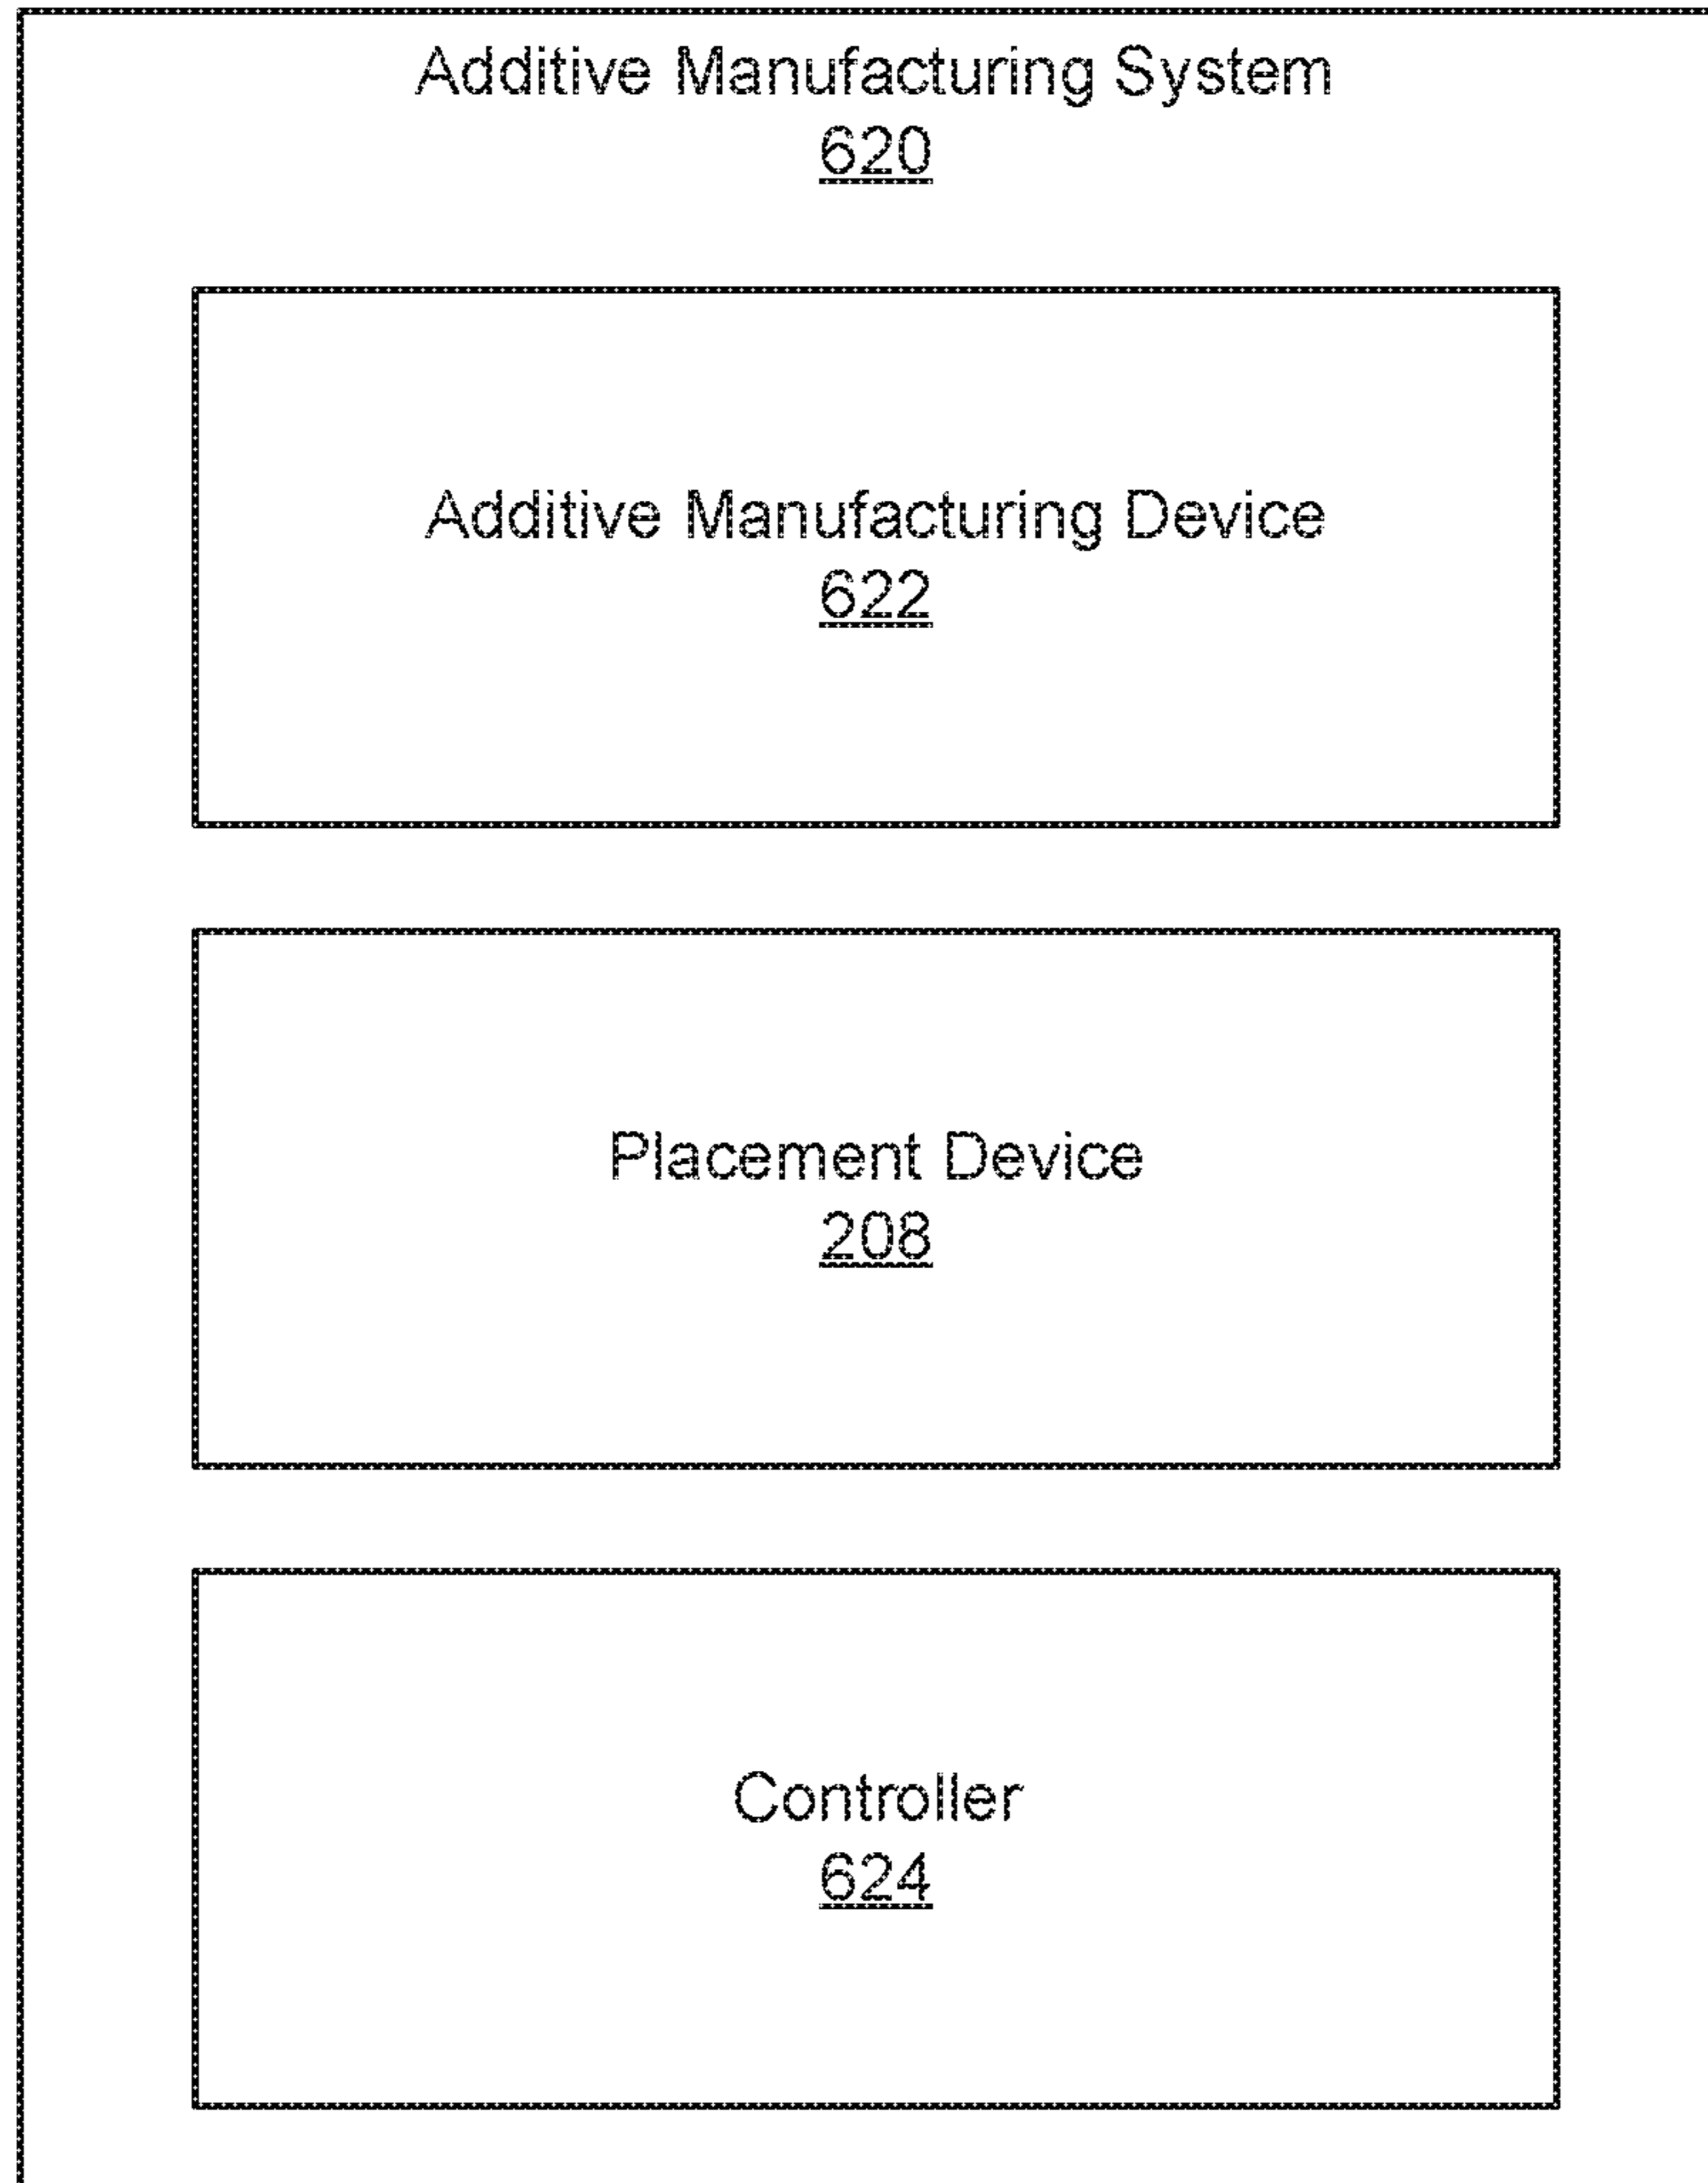 Additive Manufacturing System
620
Additive Manufacturing Device
622
Placement Device
208
Controller
624